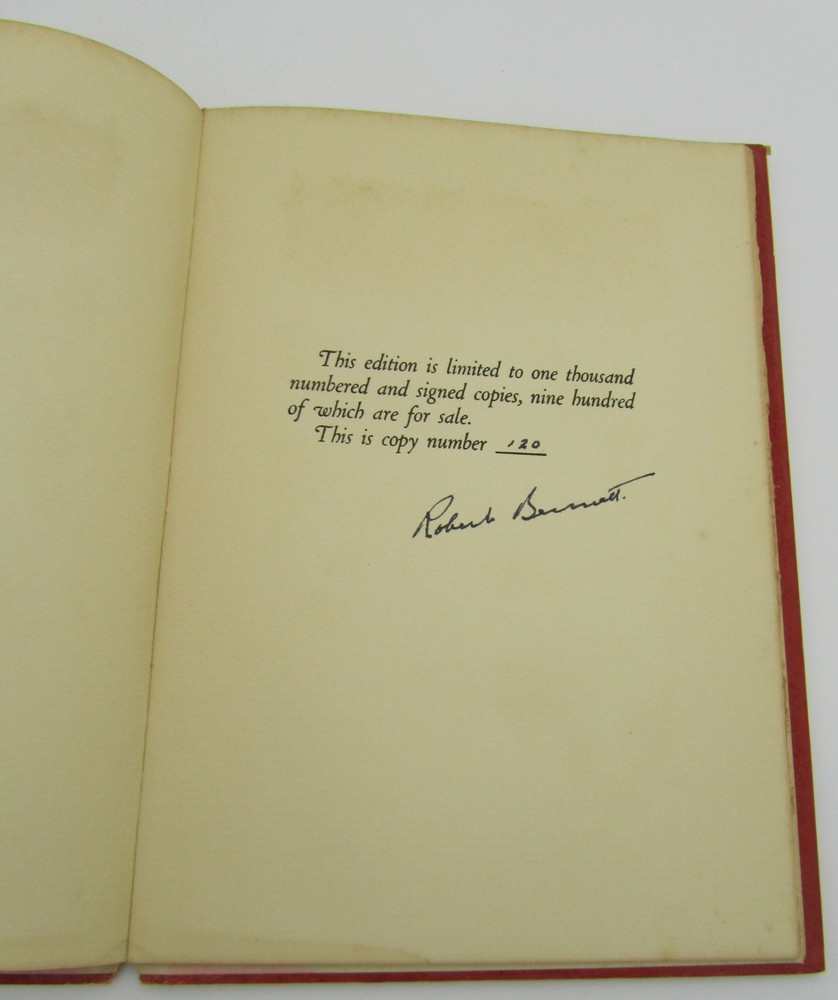 This edition is limited to one thousand
numbered and signed copies, nine hundred
of which are for sale.
This is copy number 120
Robert Bennett.